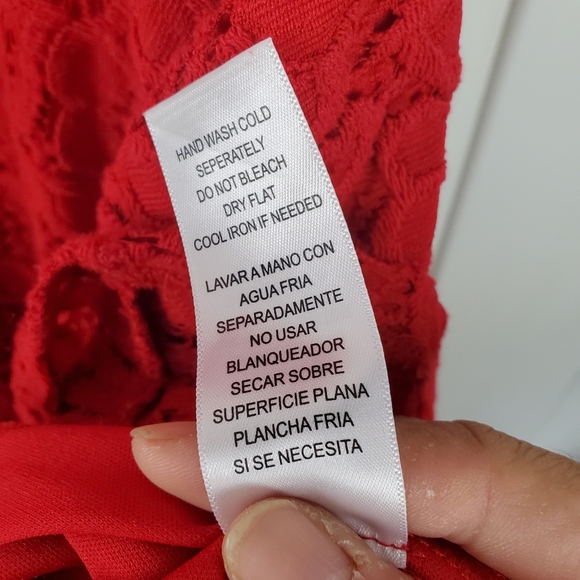 HAND WASH COLD
SEPERATELY
DO NOT BLEACH
DRY FLAT
COOL IRON IF NEEDED
LAVAR A MANO CON
AGUA FRIA
SEPARADAMENTE
NO USAR
BLANQUEADOR
SECAR SOBRE
SUPERFICIE PLANA
PLANCHA FRIA
SI SE NECESITA